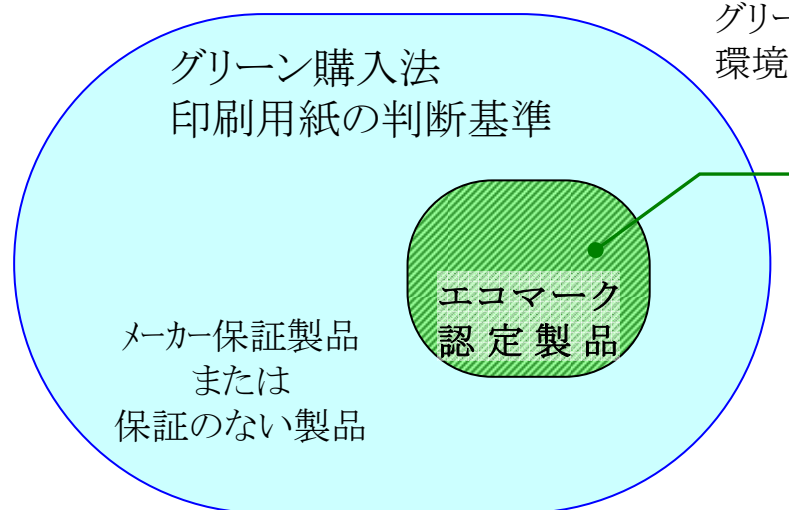 グリーン購入法
印刷用紙の判断基準
グリー
環境
エコマーク
認定製品
メーカー保証製品
または
保証のない製品